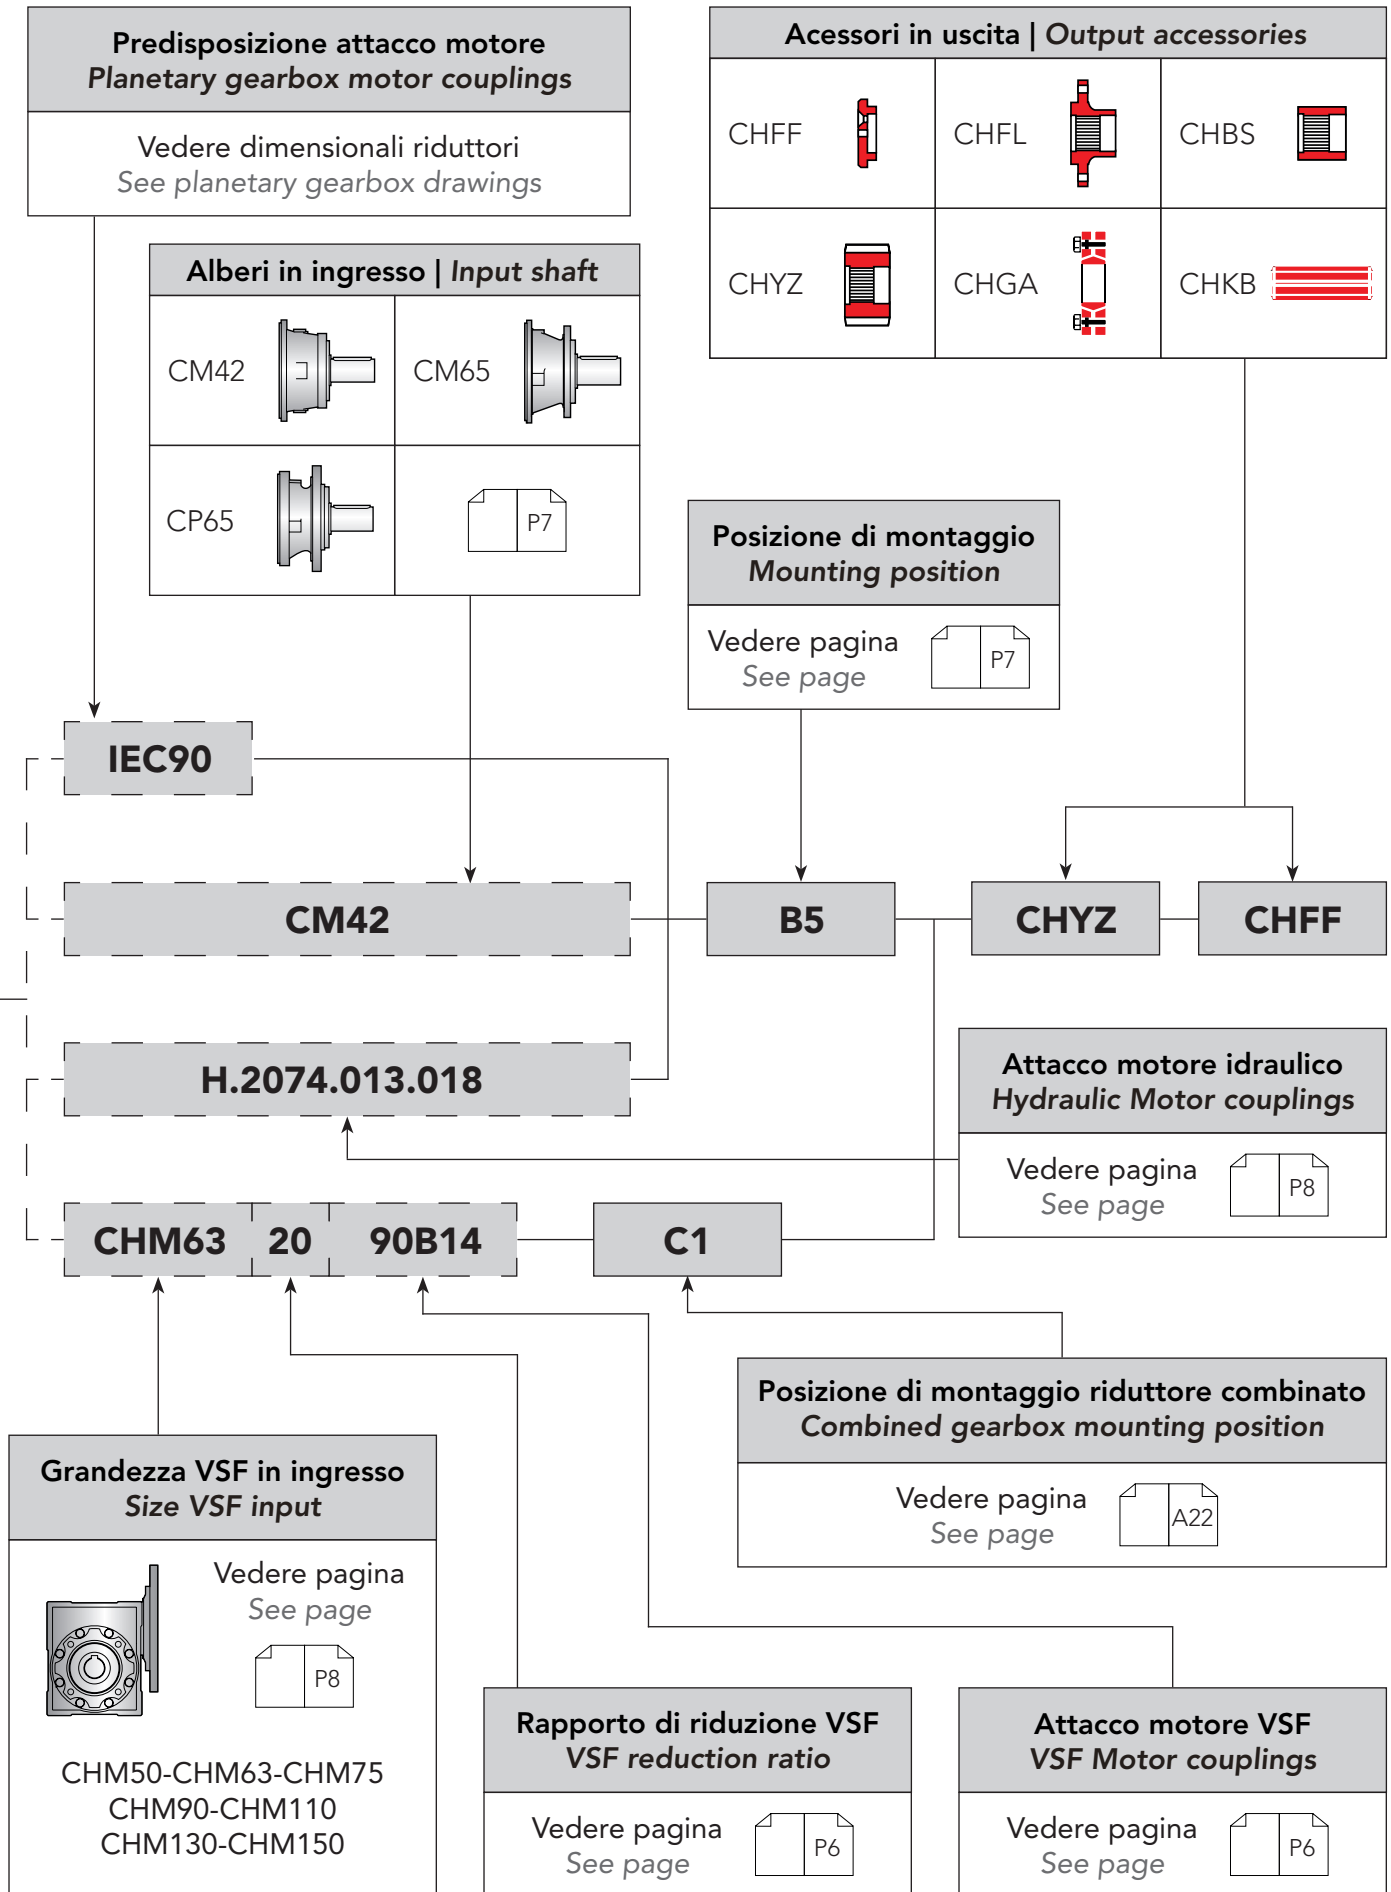 Predisposizione attacco motore
Planetary gearbox motor couplings
Vedere dimensionali riduttori
See planetary gearbox drawings
Acessori in uscita | Output accessories
CHFF
CHFL
CHBS
CHYZ
CHGA
CHKB
Alberi in ingresso | Input shaft
CM42
CM65
CP65
P7
Posizione di montaggio
Mounting position
Vedere pagina
See page
P7
IEC90
CM42
B5
CHYZ
CHFF
H.2074.013.018
Attacco motore idraulico
Hydraulic Motor couplings
Vedere pagina
See page
P8
CHM63
20
90B14
C1
Posizione di montaggio riduttore combinato
Combined gearbox mounting position
Vedere pagina
See page
A22
Grandezza VSF in ingresso
Size VSF input
Vedere pagina
See page
P8
CHM50-CHM63-CHM75
CHM90-CHM110
CHM130-CHM150
Rapporto di riduzione VSF
VSF reduction ratio
Vedere pagina
See page
P6
Attacco motore VSF
VSF Motor couplings
Vedere pagina
See page
P6